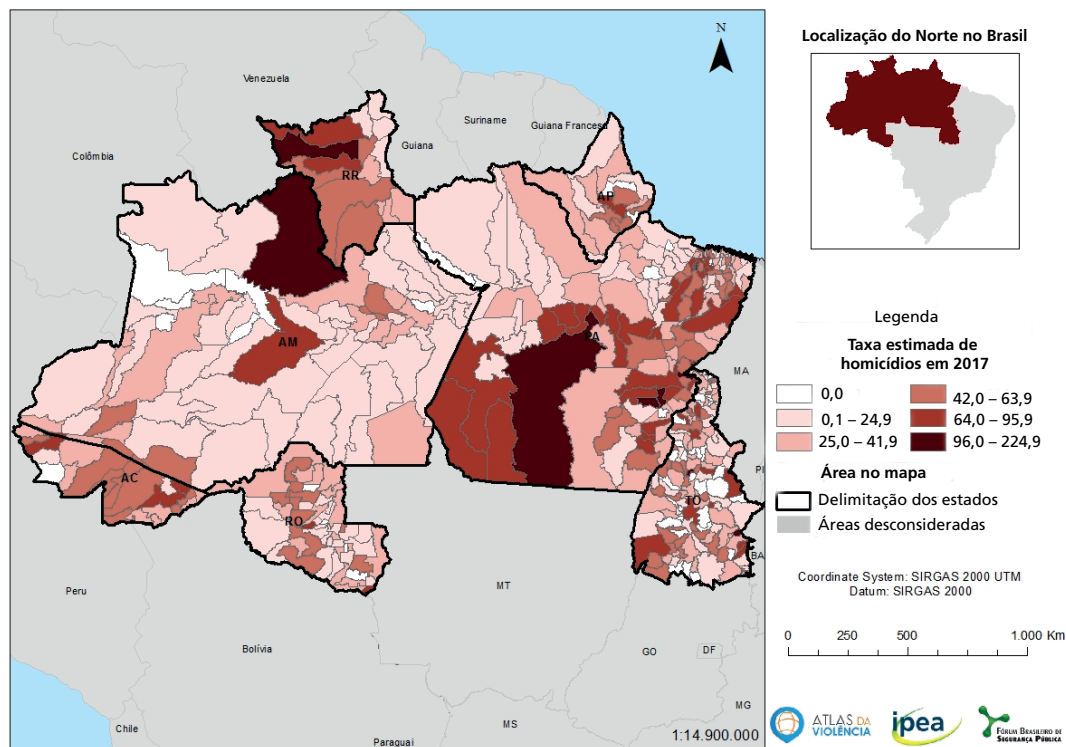 Venezuela
Suriname
Guiana Francesa
Guiana
Colômbia
RR
AP
AM
PA
MA
AC
RO
TO
PI
BA
Peru
MT
Bolívia
GO
DF
MG
MS
Chile
Paraguai
N
1:14.900.000
Localização do Norte no Brasil
Legenda
Taxa estimada de
homicídios em 2017
0,0
0,1 – 24,9
25,0 – 41,9
42,0 – 63,9
64,0 – 95,9
96,0 – 224,9
Área no mapa
Delimitação dos estados
Áreas desconsideradas
Coordinate System: SIRGAS 2000 UTM
Datum: SIRGAS 2000
0 250 500 1.000 Km
ATLAS DA
VIOLÊNCIA
ipea
FÓRUM BRASILEIRO DE
SEGURANÇA PÚBLICA